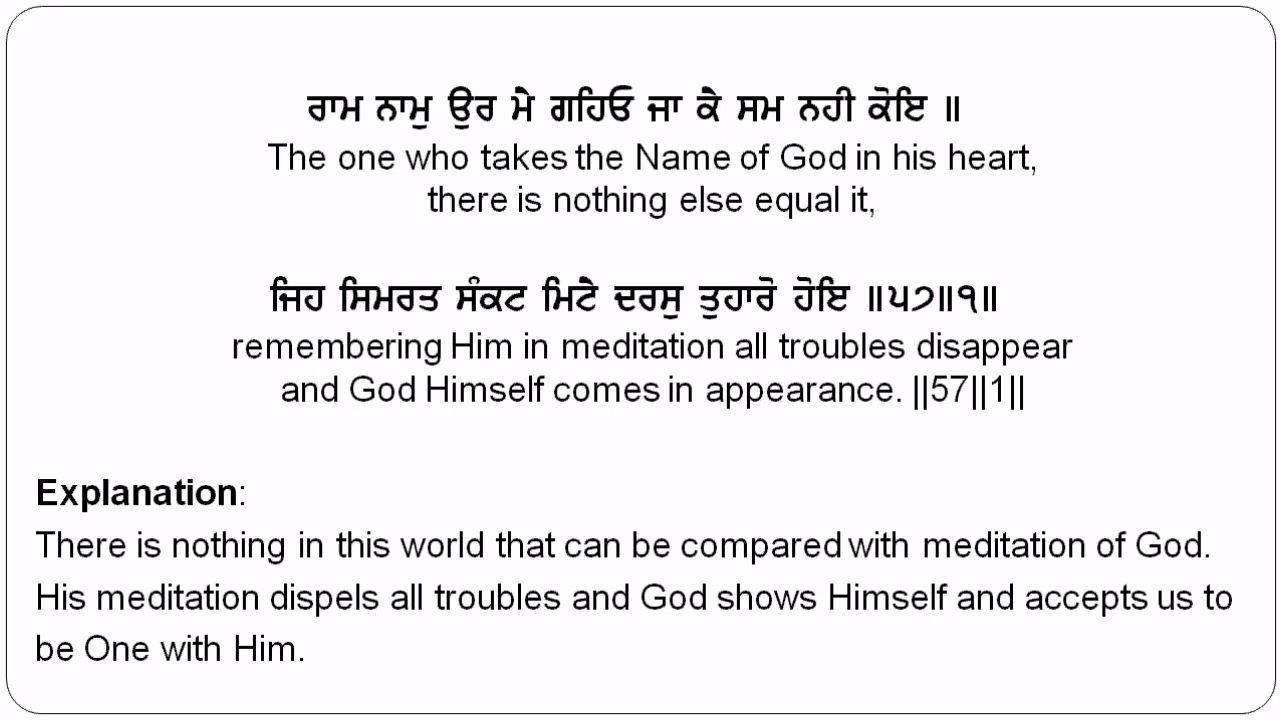 ਰਾਮ ਨਾਮੁ ਉਰ ਮੈ ਗਹਿਓ ਜਾ ਕੈ ਸਮ ਨਹੀ ਕੋਇ ॥
The one who takes the Name of God in his heart,
there is nothing else equal it,
ਜਿਹ ਸਿਮਰਤ ਸੰਕਟ ਮਿਟੈ ਦਰਸੁ ਤੁਹਾਰੋ ਹੋਇ ॥੫੭॥੧॥
remembering Him in meditation all troubles disappear
and God Himself comes in appearance. ||57||1||
Explanation:
There is nothing in this world that can be compared with meditation of God.
His meditation dispels all troubles and God shows Himself and accepts us to
be One with Him.